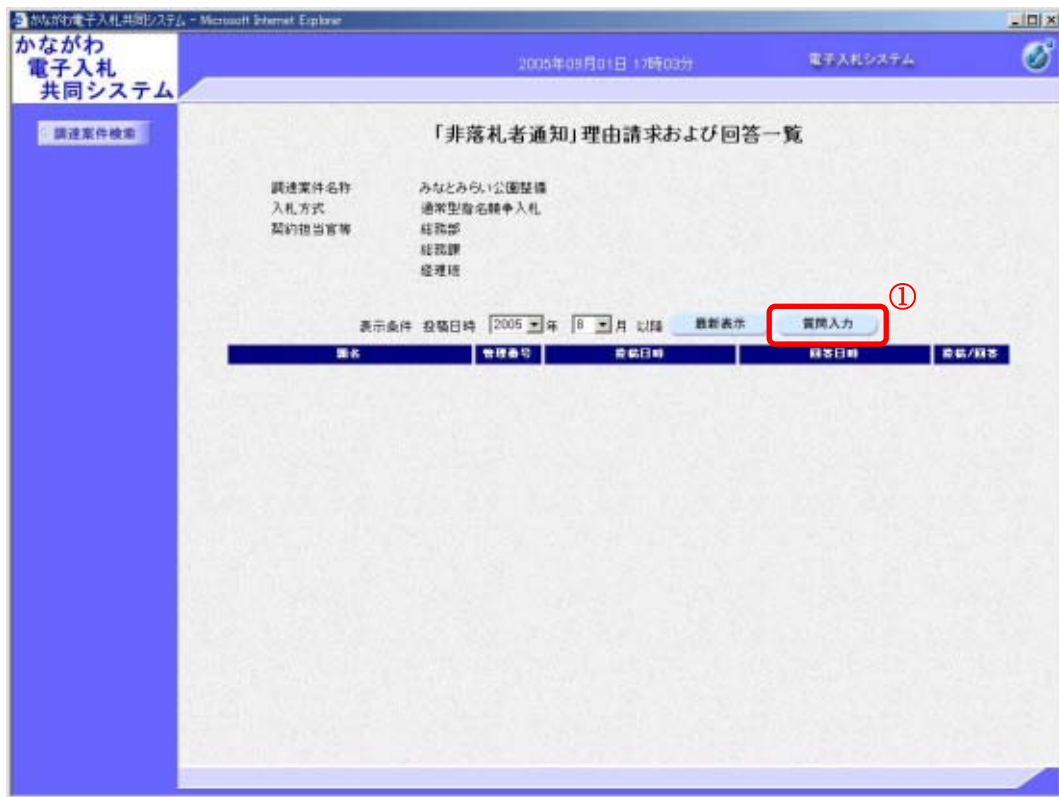 かながわ電子入札共同システム - Microsoft Internet Explorer
かながわ
電子入札
共同システム
2005年09月01日 17時03分
電子入札システム
調達案件検索
「非落札者通知」理由請求および回答一覧
調達案件名称 みなとみらい公園整備
入札方式 通常型指名競争入札
契約担当官等 総務部
総務課
経理班
①
表示条件 投稿日時 2005 年 8 月 以降 最新表示 質問入力
題名 管理番号 投稿日時 回答日時 投稿/回答